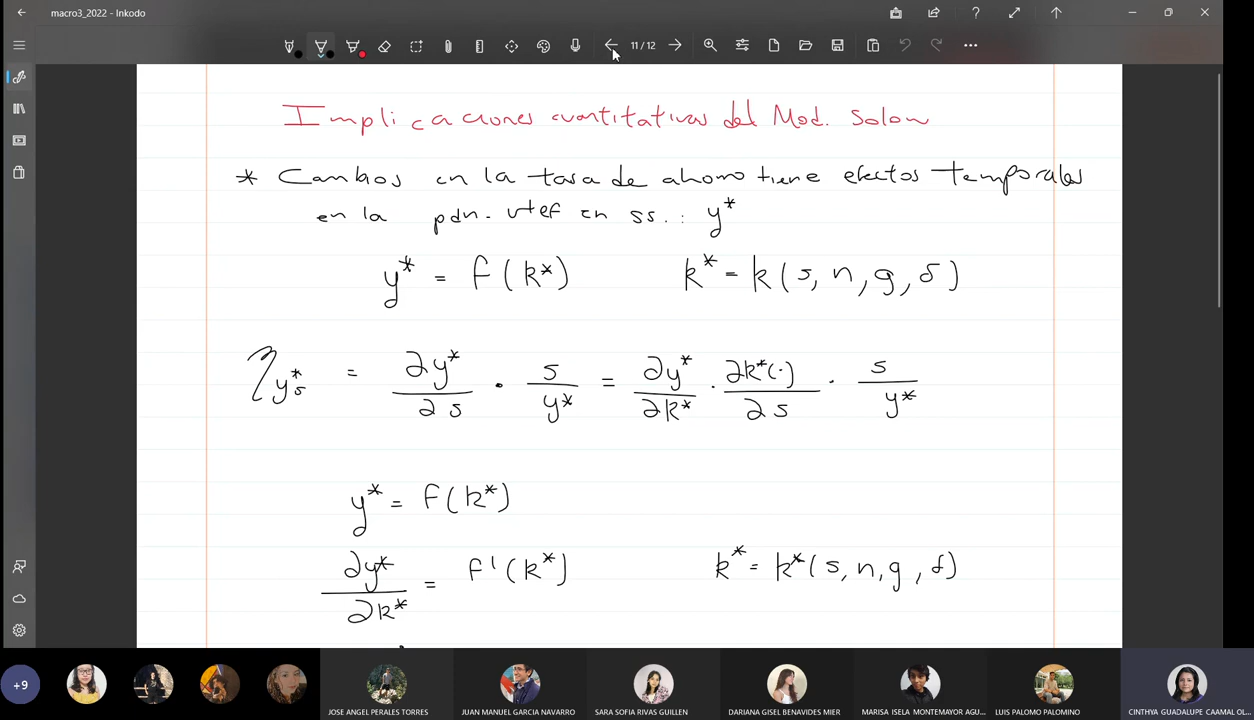 macro3_2022 - Inkodo
11 / 12
Implicaciones cuantitativas del Mod. Solow
* Cambios en la tasa de ahorro tiene efectos temporales
en la pdn. en ss. : y*
y* = f(k*) k* = k(s, n, g, δ)
η y*s = ∂y*/∂s · s/y* = ∂y*/∂k* · ∂k*(·)/∂s · s/y*
y* = f(k*)
∂y*/∂k* = f'(k*) k* = k*(s, n, g, δ)
+9
JOSE ANGEL PERALES TORRES
JUAN MANUEL GARCIA NAVARRO
SARA SOFIA RIVAS GUILLEN
DARIANA GISEL BENAVIDES MIER
MARISA ISELA MONTEMAYOR AGU...
LUIS PALOMO PALOMINO
CINTHYA GUADALUPE CAAMAL OL...